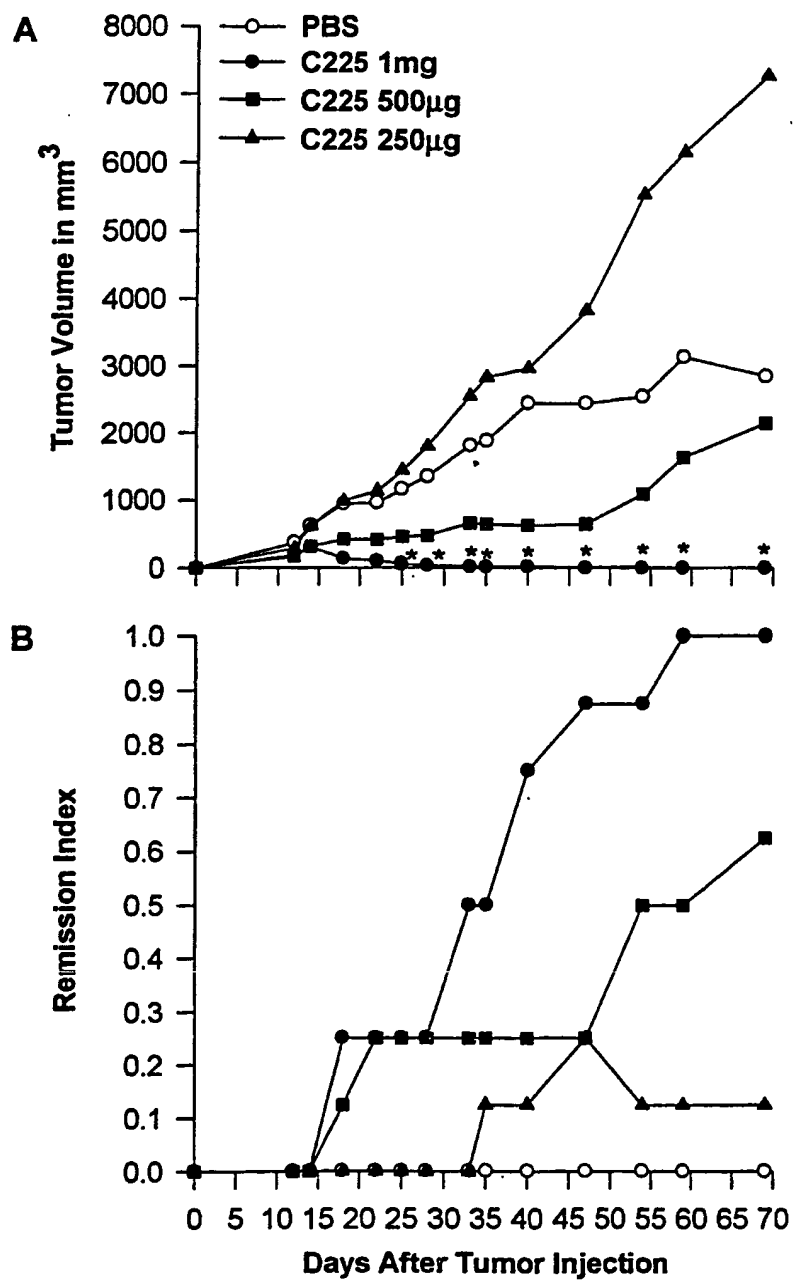 A
8000
PBS
C225 1mg
7000
C225 500µg
C225 250µg
6000
5000
4000
3000
2000
1000
0
Tumor Volume in mm3
* * * * * * * * *
B
1.0
0.9
0.8
0.7
0.6
0.5
0.4
0.3
0.2
0.1
0.0
Remission Index
0 5 10 15 20 25 30 35 40 45 50 55 60 65 70
Days After Tumor Injection